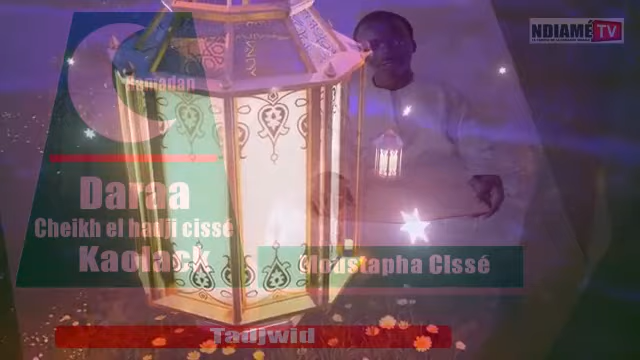 NDIAMÉ TV
Ramadan
Daraa
Cheikh el hadji cissé
Kaolack
Moustapha CIssé
Tadjwid